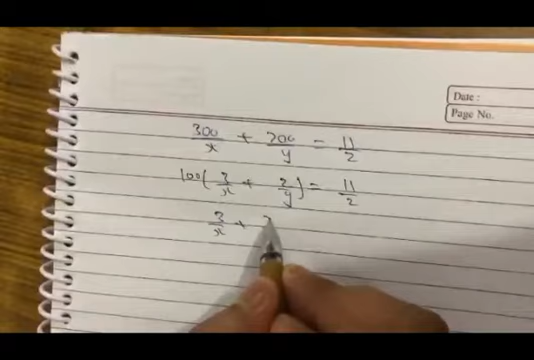 Date :
Page No.
300/x + 200/y = 11/2
100(3/x + 2/y) = 11/2
3/x +